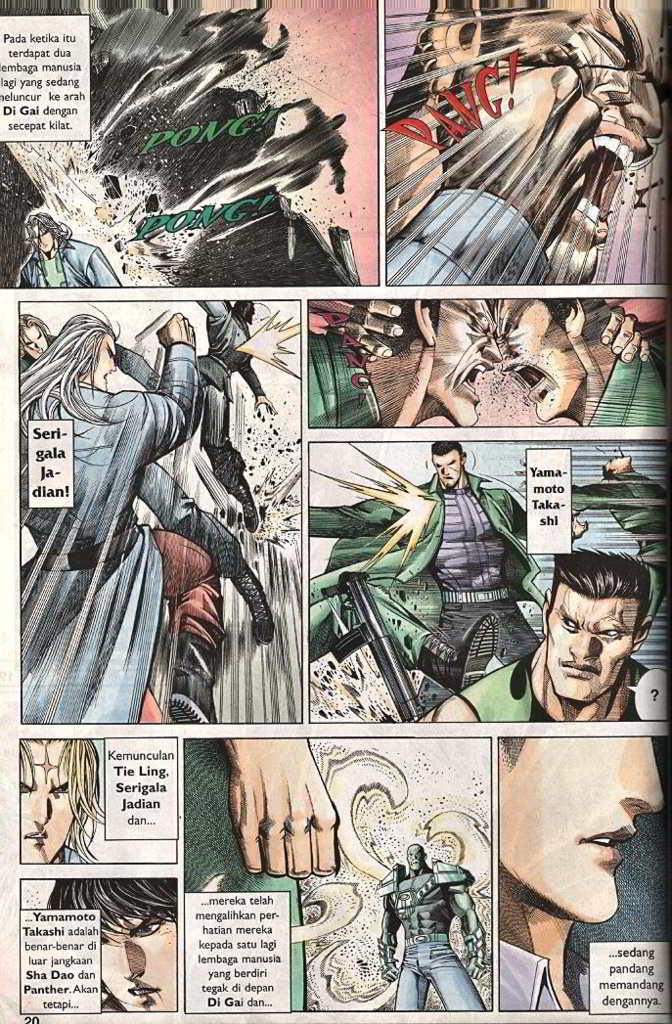 Pada ketika itu
terdapat dua
lembaga manusia
lagi yang sedang
meluncur ke arah
Di Gai dengan
secepat kilat.
PONG!
PONG!
PANG!
Seri-
gala
Ja-
dian!
PANG!
Yama-
moto
Taka-
shi
?
Kemunculan
Tie Ling,
Serigala
Jadian
dan...
...Yamamoto
Takashi adalah
benar-benar di
luar jangkaan
Sha Dao dan
Panther. Akan
tetapi...
...mereka telah
mengalihkan per-
hatian mereka
kepada satu lagi
lembaga manusia
yang berdiri
tegak di depan
Di Gai dan...
...sedang
pandang
memandang
dengannya.
20